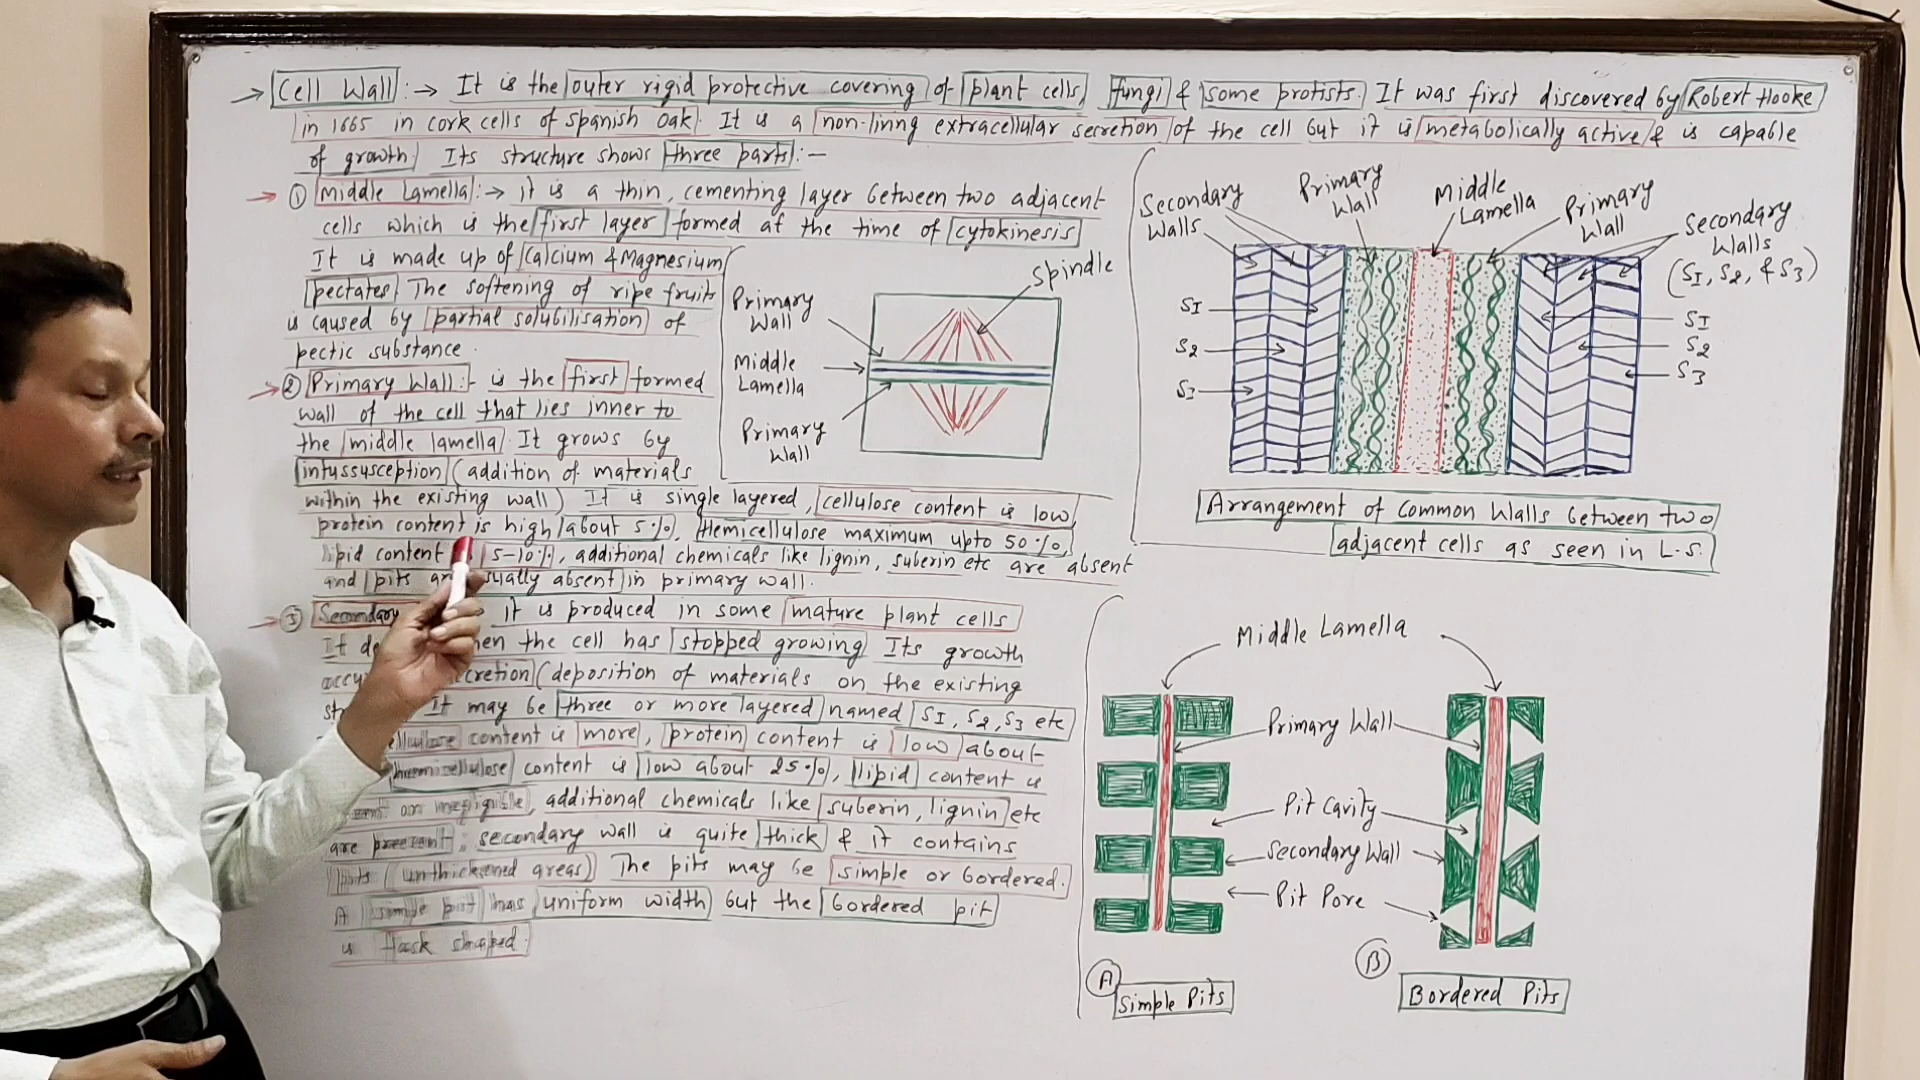 → Cell Wall :→ It is the outer rigid protective covering of plant cells, fungi & some protists. It was first discovered by Robert Hooke
in 1665 in cork cells of Spanish Oak. It is a non-living extracellular secretion of the cell but it is metabolically active & is capable
of growth. Its structure shows three parts :-
→ ① Middle Lamella :→ it is a thin, cementing layer between two adjacent
cells which is the first layer formed at the time of cytokinesis
It is made up of Calcium & Magnesium
pectates. The softening of ripe fruits
is caused by partial solubilisation of
pectic substance.
→ ② Primary Wall :- is the first formed
wall of the cell that lies inner to
the middle lamella. It grows by
intussusception (addition of materials
within the existing wall). It is single layered, cellulose content is low,
protein content is high about 5%, Hemicellulose maximum upto 50%,
lipid content 5-10%, additional chemicals like lignin, suberin etc are absent
and pits absent in primary wall.
→ ③ Secondary → it is produced in some mature plant cells
It when the cell has stopped growing. Its growth
(deposition of materials on the existing
It may be three or more layered named S1, S2, S3 etc
content is more, protein content is low about
hemicellulose content is low about 25%, lipid content is
or negligible, additional chemicals like suberin, lignin etc
are present; secondary wall is quite thick & it contains
pits (unthickened areas). The pits may be simple or bordered.
A simple pit has uniform width but the bordered pit
is flask shaped.
Spindle
Primary
Wall
Middle
Lamella
Primary
Wall
Secondary
Walls
Primary
Wall
Middle
Lamella
Primary
Wall
Secondary
Walls
(S1, S2, & S3)
S1
S2
S3
S1
S2
S3
Arrangement of Common Walls between two
adjacent cells as seen in L.S.
Middle Lamella
Primary Wall
Pit Cavity
Secondary Wall
Pit Pore
A
Simple Pits
B
Bordered Pits